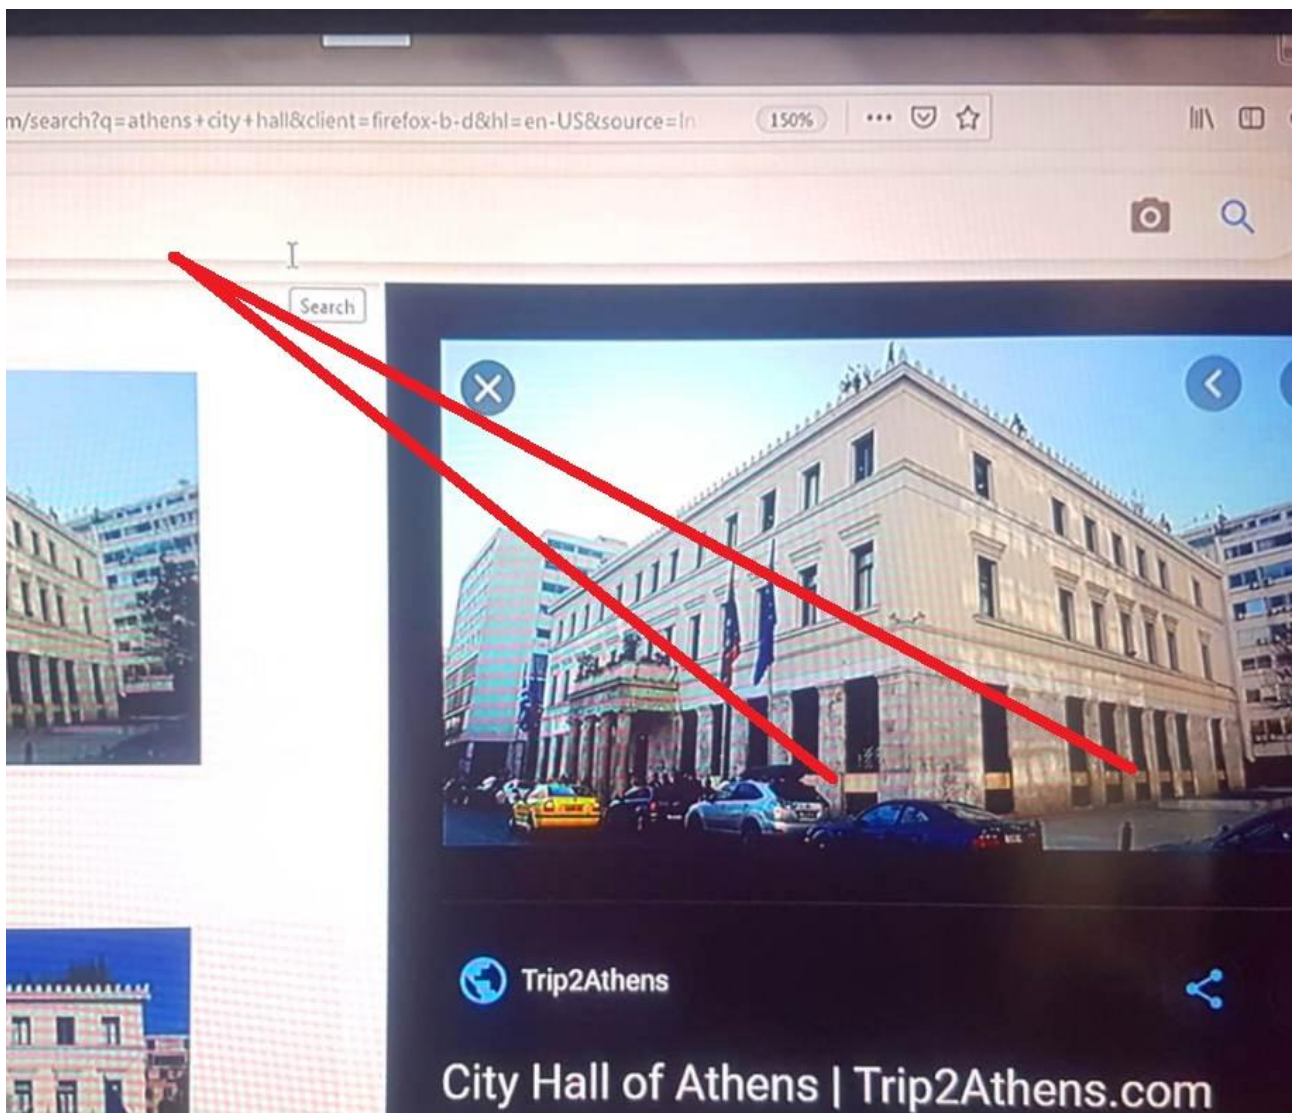 m/search?q=athens+city+hall&client=firefox-b-d&hl=en-US&source=ln
150%
Search
Trip2Athens
City Hall of Athens | Trip2Athens.com